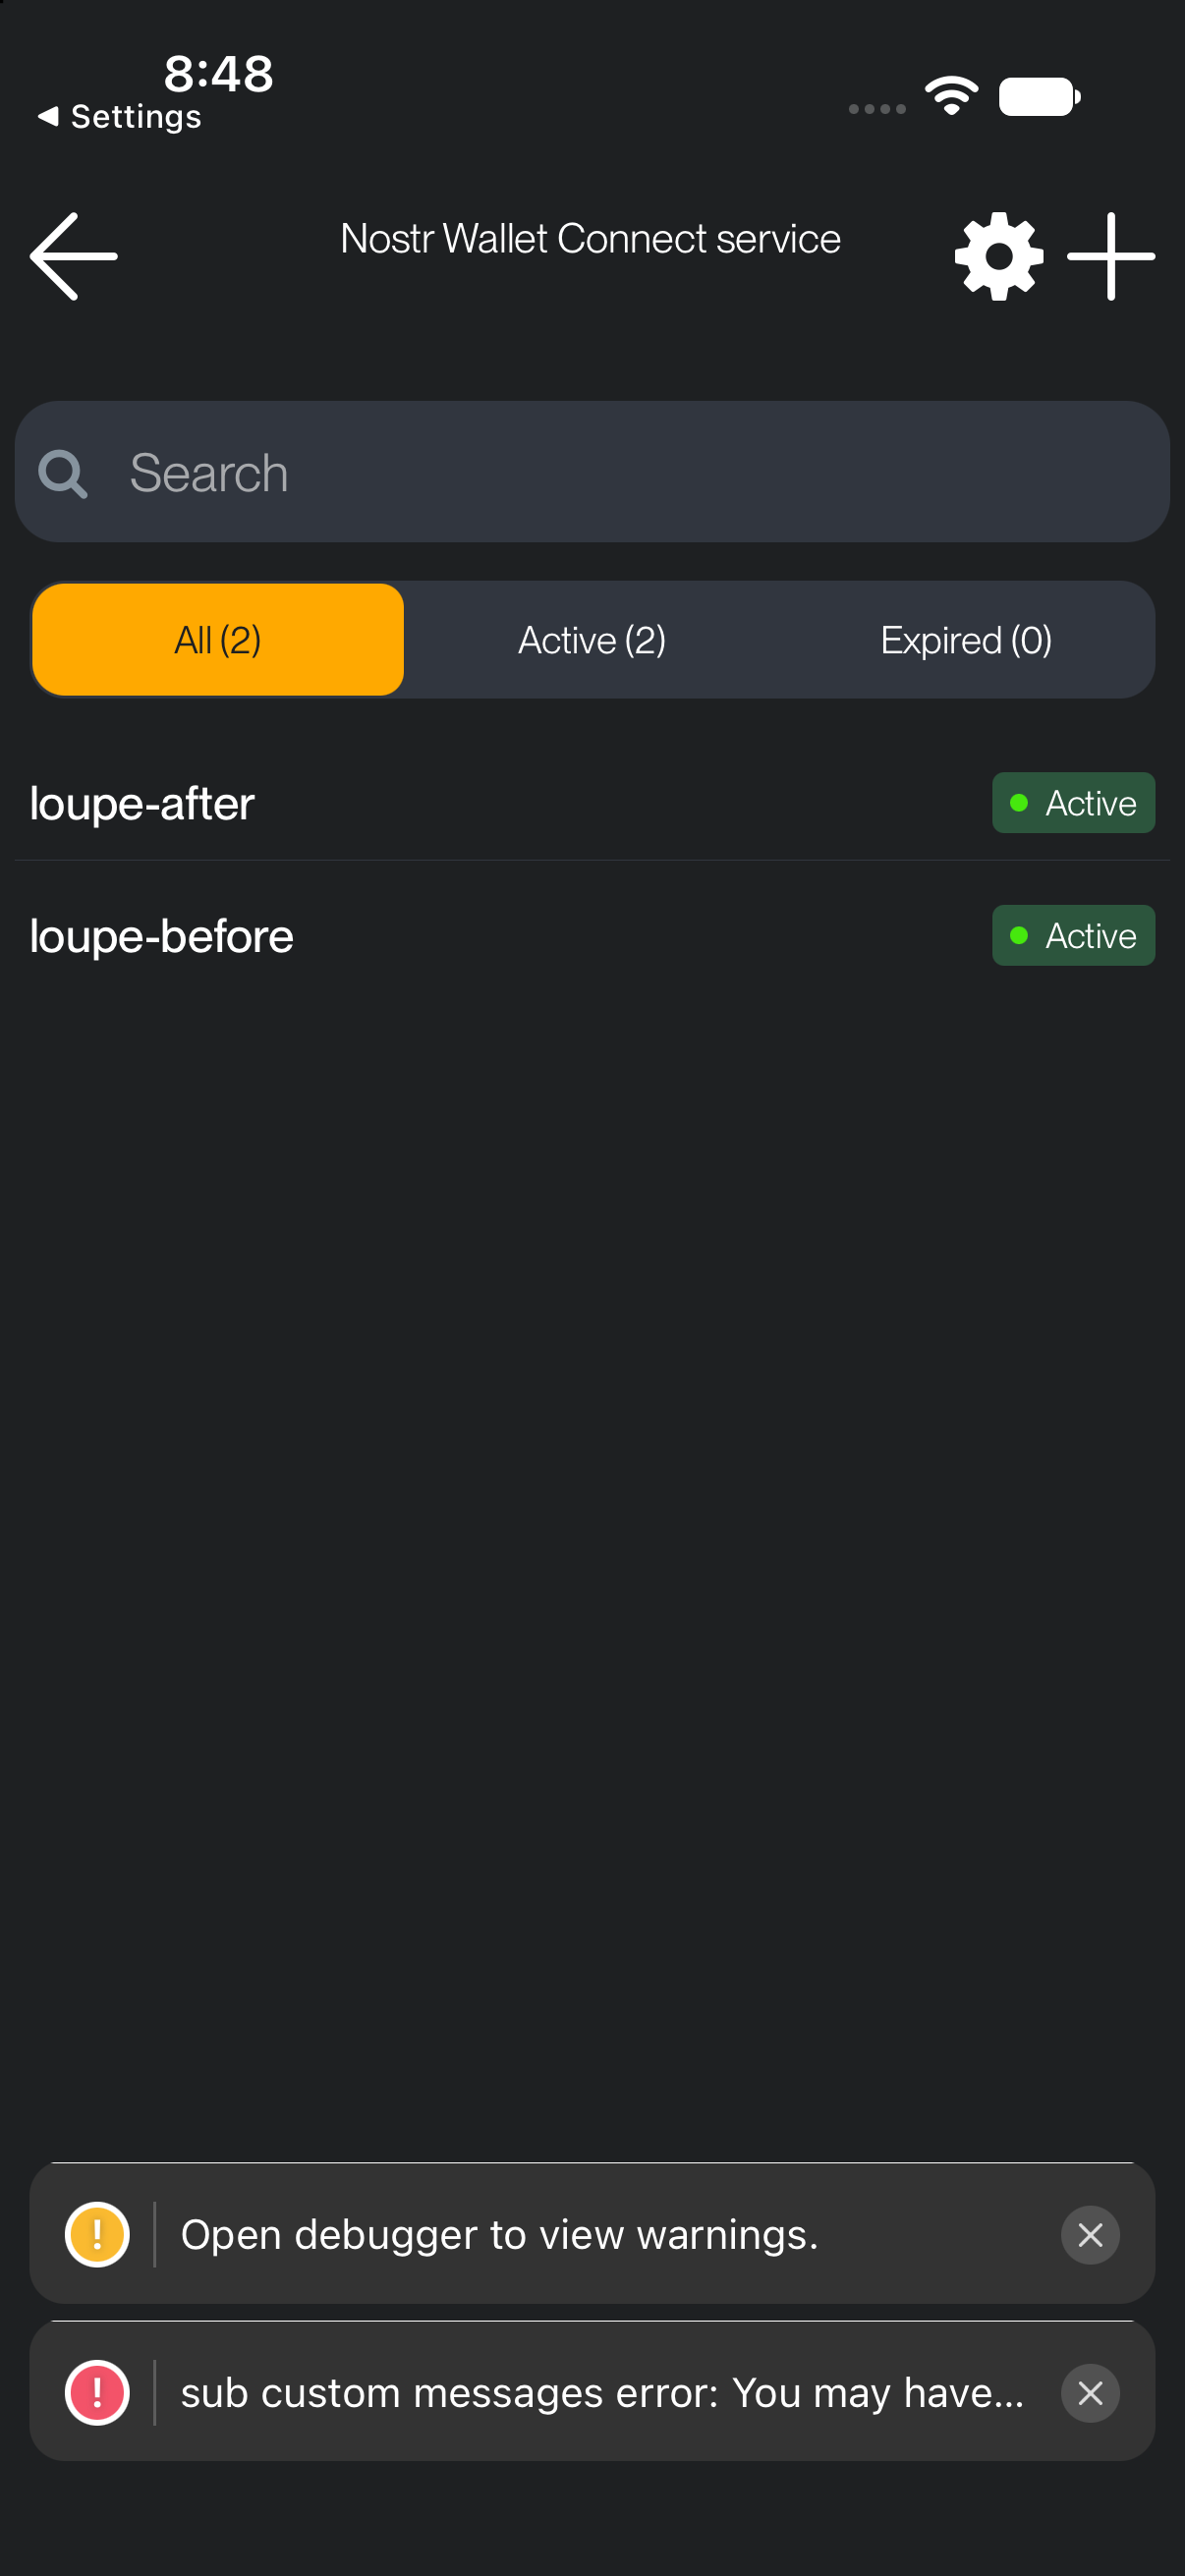 8:48
◀ Settings
Nostr Wallet Connect service
Search
All (2)
Active (2)
Expired (0)
loupe-after
Active
loupe-before
Active
! Open debugger to view warnings.
! sub custom messages error: You may have...